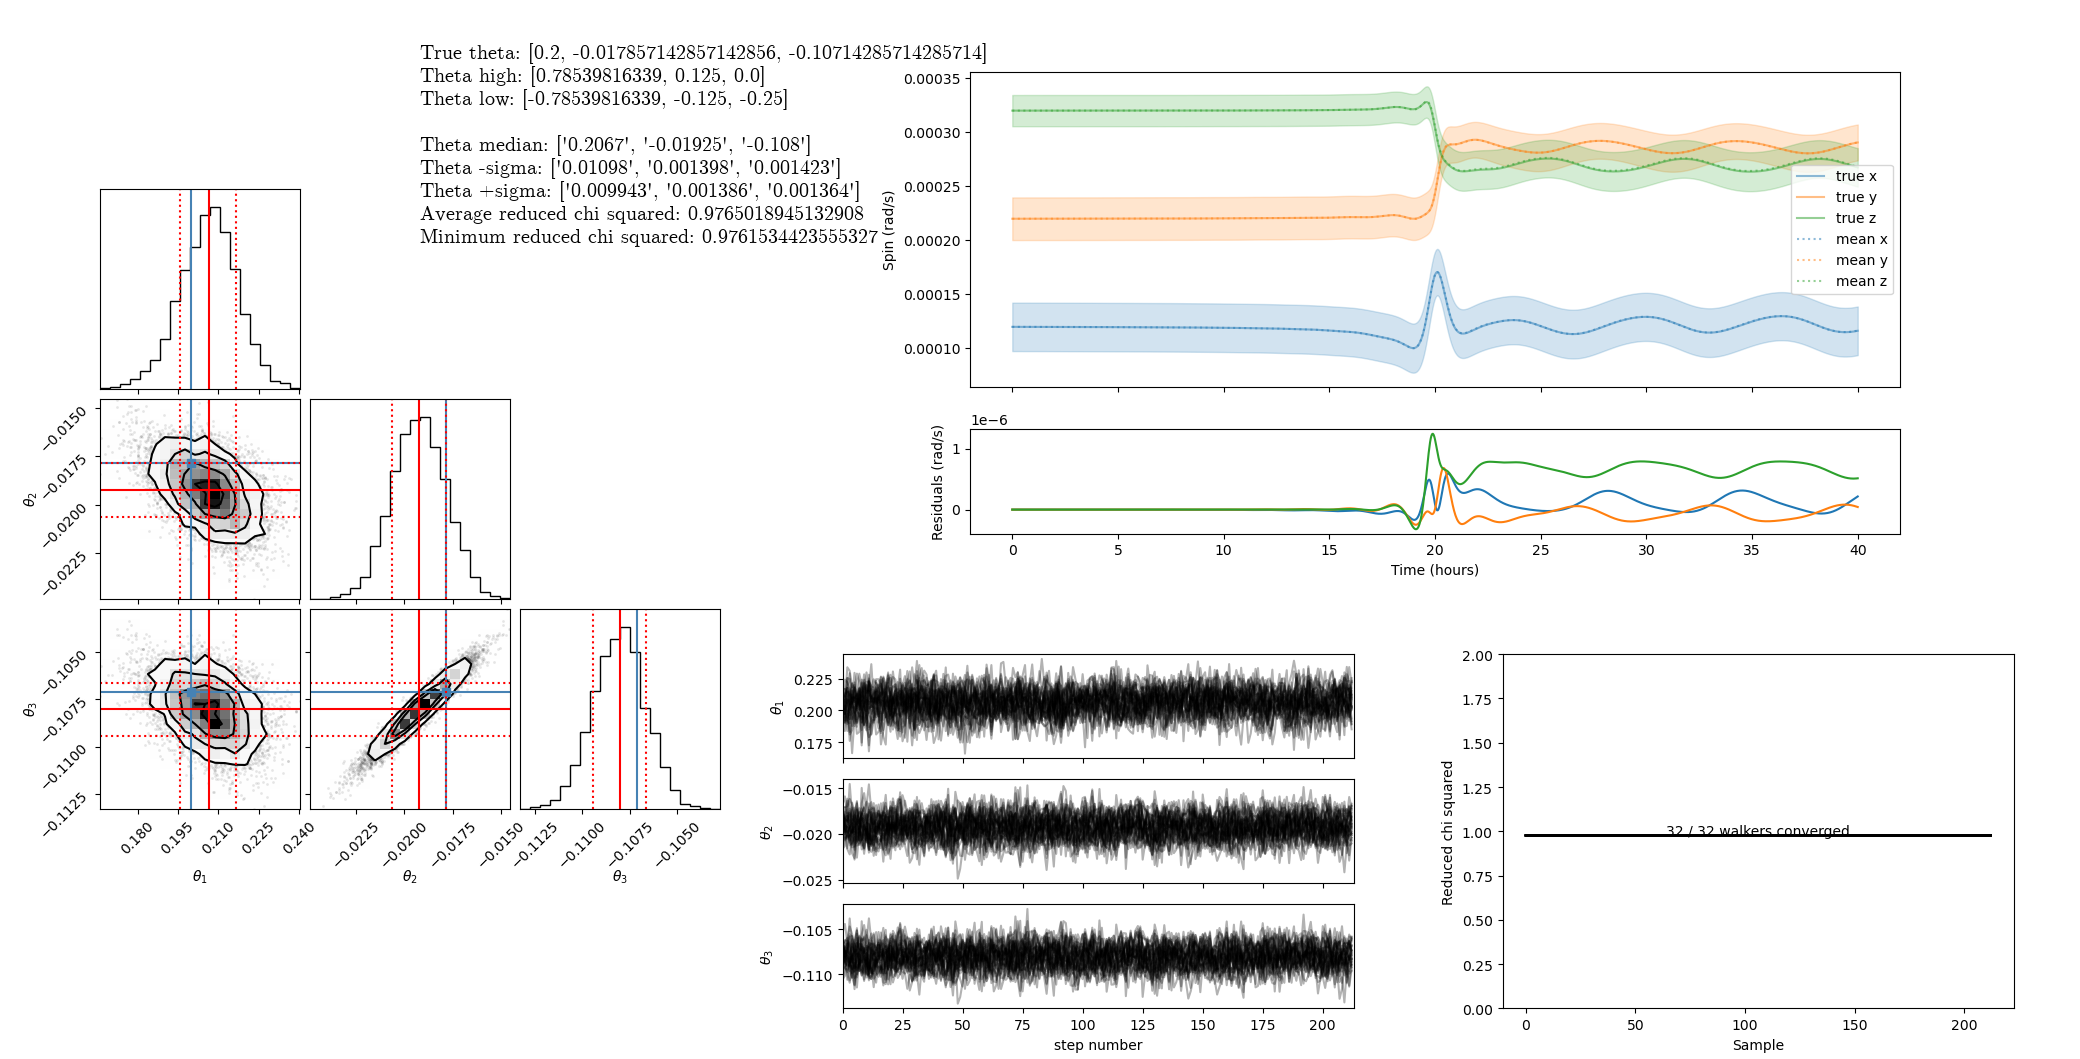 True theta: [0.2, -0.017857142857142856, -0.10714285714285714]
Theta high: [0.78539816339, 0.125, 0.0]
Theta low: [-0.78539816339, -0.125, -0.25]
Theta median: ['0.2067', '-0.01925', '-0.108']
Theta -sigma: ['0.01098', '0.001398', '0.001423']
Theta +sigma: ['0.009943', '0.001386', '0.001364']
Average reduced chi squared: 0.9765018945132908
Minimum reduced chi squared: 0.9761534423555327
−0.0150
−0.0175
−0.0200
−0.0225
θ2
−0.1050
−0.1075
−0.1100
−0.1125
θ3
0.180 0.195 0.210 0.225 0.240
θ1
−0.0225 −0.0200 −0.0175 −0.0150
θ2
−0.1125 −0.1100 −0.1075 −0.1050
θ3
0.00035
0.00030
0.00025
0.00020
0.00015
0.00010
Spin (rad/s)
true x
true y
true z
mean x
mean y
mean z
1e−6
1
0
Residuals (rad/s)
0 5 10 15 20 25 30 35 40
Time (hours)
0.225
0.200
0.175
θ1
−0.015
−0.020
−0.025
θ2
−0.105
−0.110
θ3
0 25 50 75 100 125 150 175 200
step number
2.00
1.75
1.50
1.25
1.00
0.75
0.50
0.25
0.00
Reduced chi squared
32 / 32 walkers converged
0 50 100 150 200
Sample